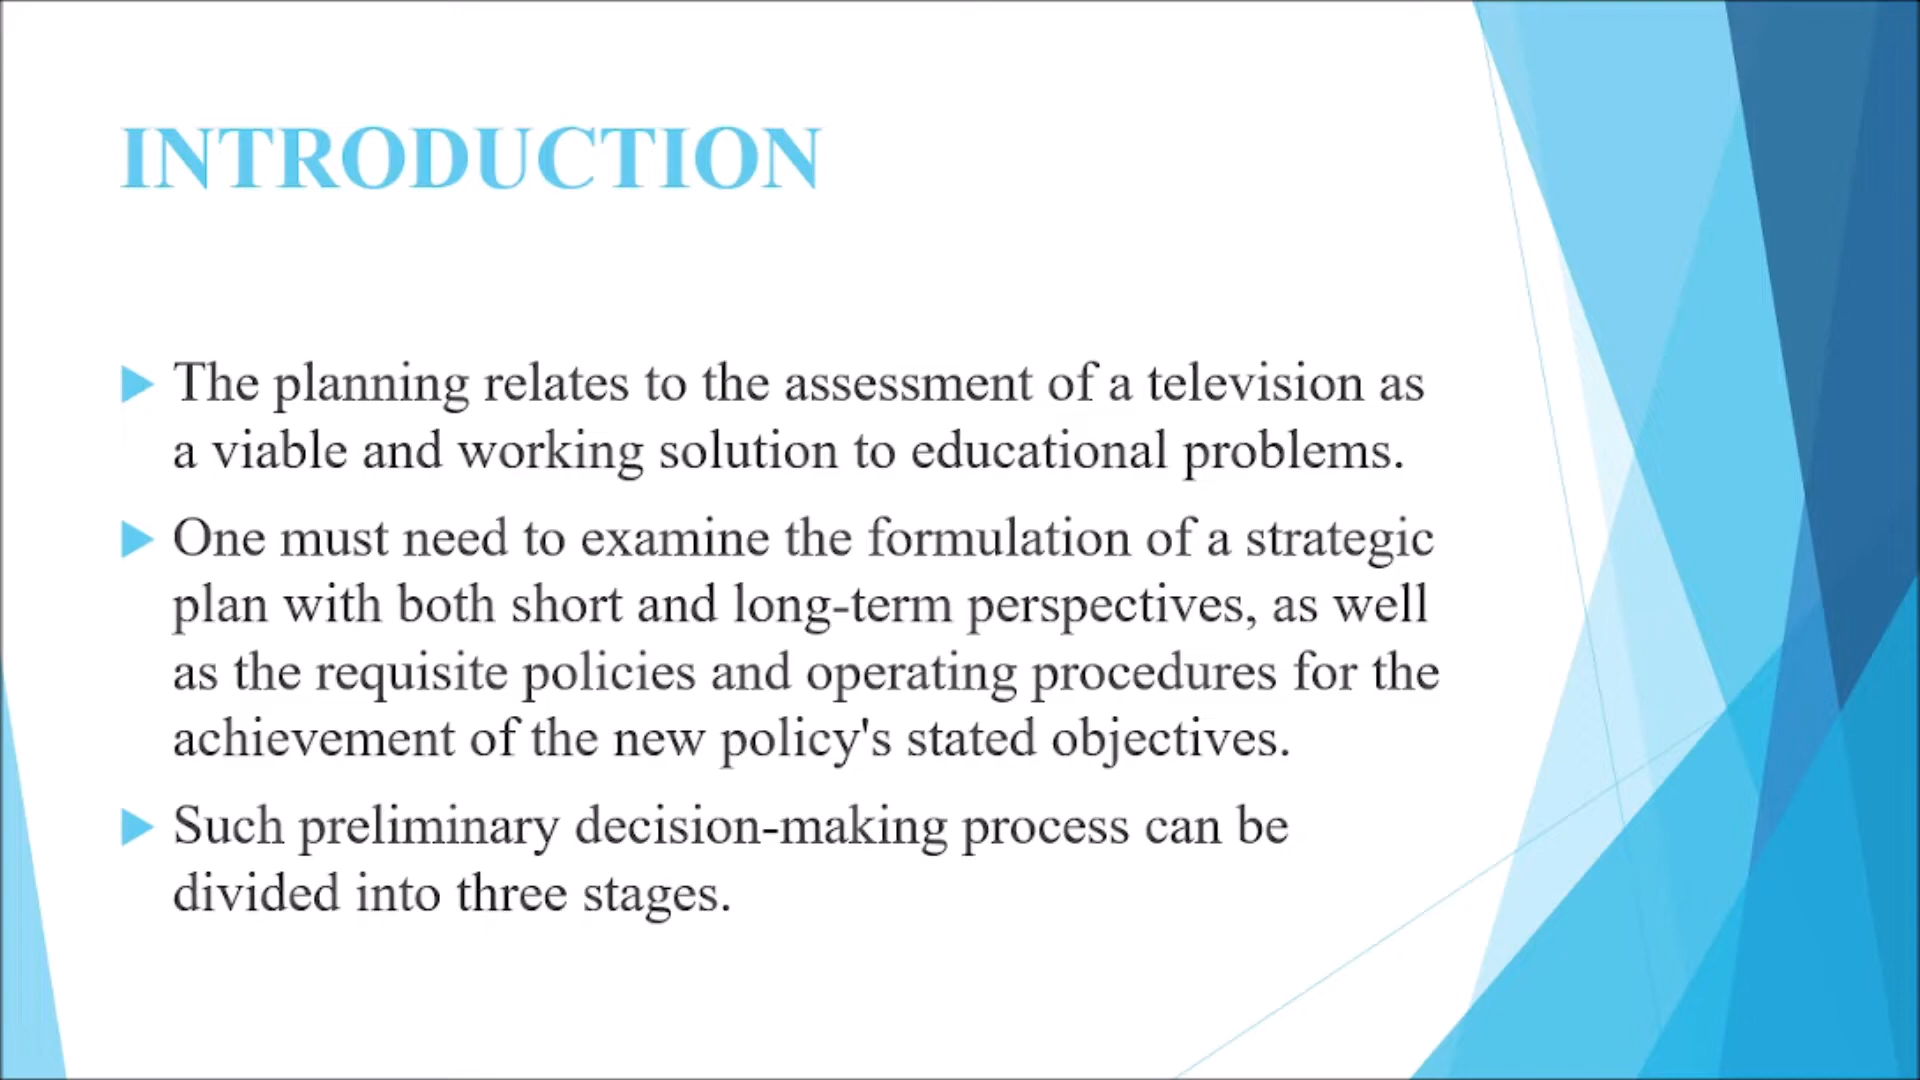 INTRODUCTION
The planning relates to the assessment of a television as
a viable and working solution to educational problems.
One must need to examine the formulation of a strategic
plan with both short and long-term perspectives, as well
as the requisite policies and operating procedures for the
achievement of the new policy's stated objectives.
Such preliminary decision-making process can be
divided into three stages.